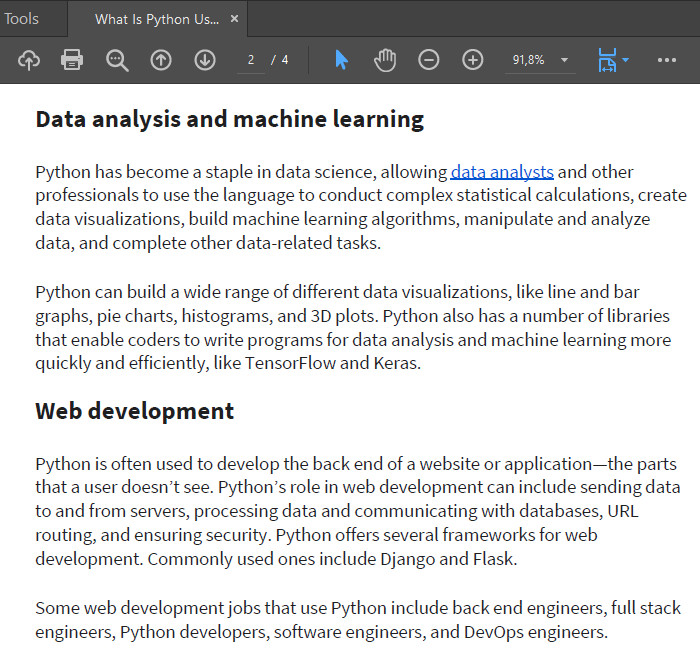 Tools
What Is Python Us... ×
2 / 4
91,8%
Data analysis and machine learning
Python has become a staple in data science, allowing data analysts and other
professionals to use the language to conduct complex statistical calculations, create
data visualizations, build machine learning algorithms, manipulate and analyze
data, and complete other data-related tasks.
Python can build a wide range of different data visualizations, like line and bar
graphs, pie charts, histograms, and 3D plots. Python also has a number of libraries
that enable coders to write programs for data analysis and machine learning more
quickly and efficiently, like TensorFlow and Keras.
Web development
Python is often used to develop the back end of a website or application—the parts
that a user doesn’t see. Python’s role in web development can include sending data
to and from servers, processing data and communicating with databases, URL
routing, and ensuring security. Python offers several frameworks for web
development. Commonly used ones include Django and Flask.
Some web development jobs that use Python include back end engineers, full stack
engineers, Python developers, software engineers, and DevOps engineers.